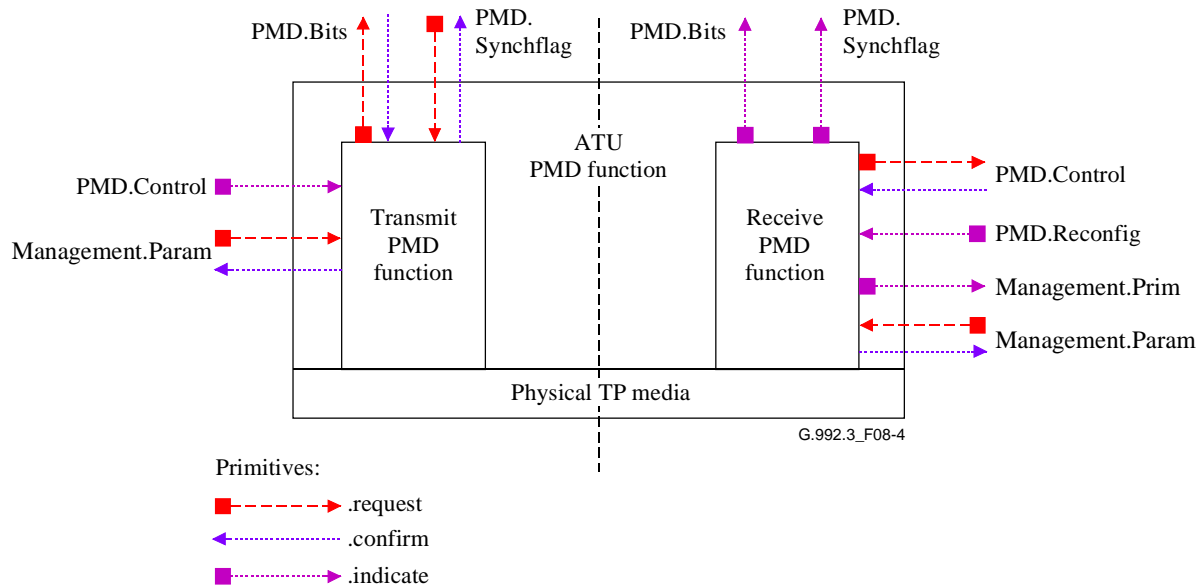 PMD.Bits
PMD.
Synchflag
PMD.Bits
PMD.
Synchflag
ATU
PMD function
PMD.Control
Management.Param
Transmit
PMD
function
Receive
PMD
function
PMD.Control
PMD.Reconfig
Management.Prim
Management.Param
Physical TP media
G.992.3_F08-4
Primitives:
.request
.confirm
.indicate